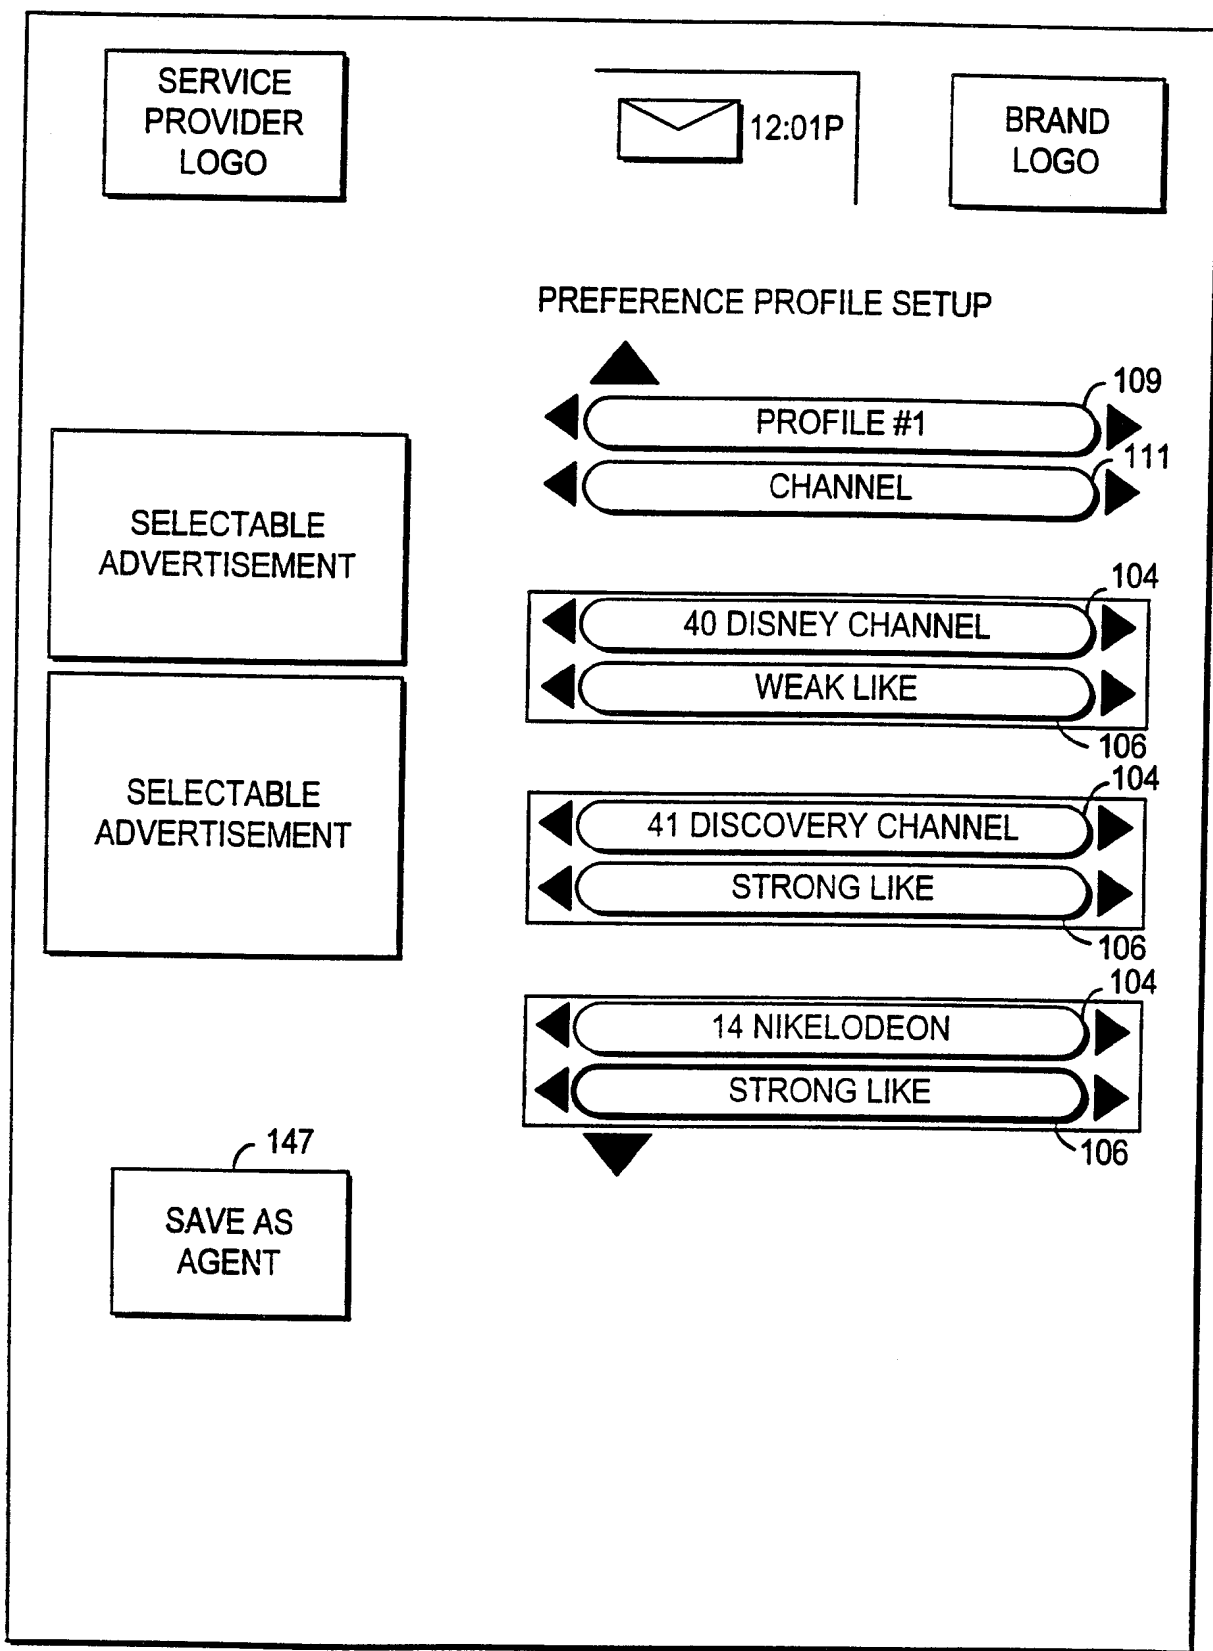 SERVICE
PROVIDER
LOGO
12:01P
BRAND
LOGO
PREFERENCE PROFILE SETUP
109
PROFILE #1
111
CHANNEL
SELECTABLE
ADVERTISEMENT
104
40 DISNEY CHANNEL
WEAK LIKE
106
SELECTABLE
ADVERTISEMENT
104
41 DISCOVERY CHANNEL
STRONG LIKE
106
104
14 NIKELODEON
STRONG LIKE
106
147
SAVE AS
AGENT